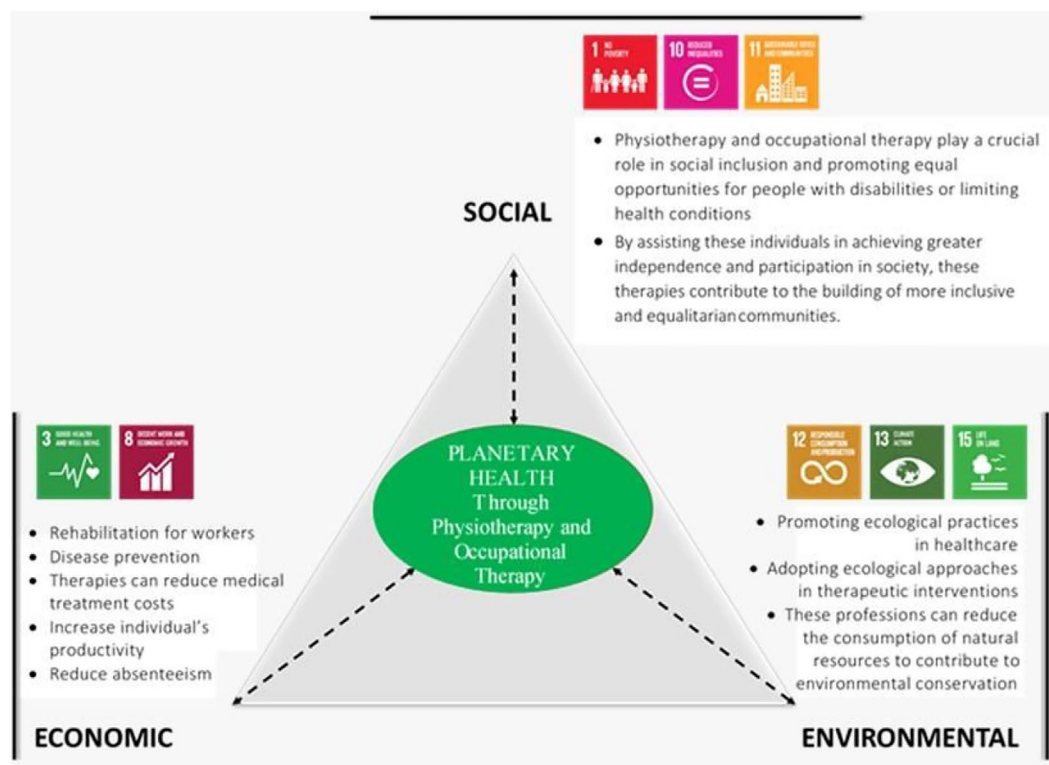 1 NO
POVERTY
10 REDUCED
INEQUALITIES
11 SUSTAINABLE CITIES
AND COMMUNITIES
• Physiotherapy and occupational therapy play a crucial
role in social inclusion and promoting equal
opportunities for people with disabilities or limiting
health conditions
• By assisting these individuals in achieving greater
independence and participation in society, these
therapies contribute to the building of more inclusive
and equalitarian communities.
SOCIAL
3 GOOD HEALTH
AND WELL-BEING
8 DECENT WORK AND
ECONOMIC GROWTH
• Rehabilitation for workers
• Disease prevention
• Therapies can reduce medical
treatment costs
• Increase individual's
productivity
• Reduce absenteeism
ECONOMIC
PLANETARY
HEALTH
Through
Physiotherapy and
Occupational
Therapy
12 RESPONSIBLE
CONSUMPTION
AND PRODUCTION
13 CLIMATE
ACTION
15 LIFE
ON LAND
• Promoting ecological practices
in healthcare
• Adopting ecological approaches
in therapeutic interventions
• These professions can reduce
the consumption of natural
resources to contribute to
environmental conservation
ENVIRONMENTAL